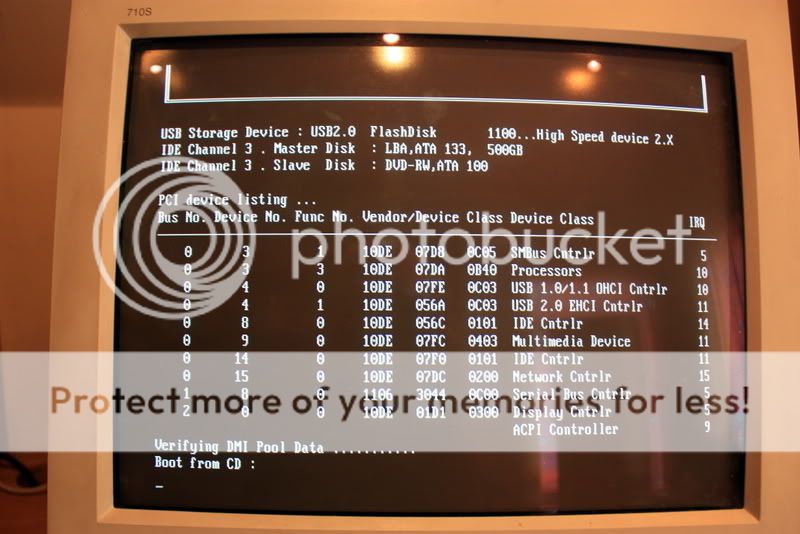 710S
USB Storage Device : USB2.0 FlashDisk 1100...High Speed device 2.X
IDE Channel 3 . Master Disk : LBA,ATA 133, 500GB
IDE Channel 3 . Slave Disk : DVD-RW,ATA 100
PCI device listing ...
Bus No. Device No. Func No. Vendor/Device Class Device Class IRQ
photobucket
0 3 1 10DE 07D8 0C05 SMBus Cntrlr 5
0 3 3 10DE 07DA 0B40 Processors 10
0 4 0 10DE 07FE 0C03 USB 1.0/1.1 OHCI Cntrlr 10
0 4 1 10DE 056A 0C03 USB 2.0 EHCI Cntrlr 11
0 8 0 10DE 056C 0101 IDE Cntrlr 14
0 9 0 10DE 07FC 0403 Multimedia Device 11
0 14 0 10DE 07F0 0101 IDE Cntrlr 11
0 15 0 10DE 07DC 0200 Network Cntrlr 15
Protect more of your memories for less!
1 8 0 1106 3044 0C00 Serial Bus Cntrlr 5
2 0 0 10DE 01D1 0300 Display Cntrlr 5
ACPI Controller 9
Verifying DMI Pool Data ...........
Boot from CD :
_